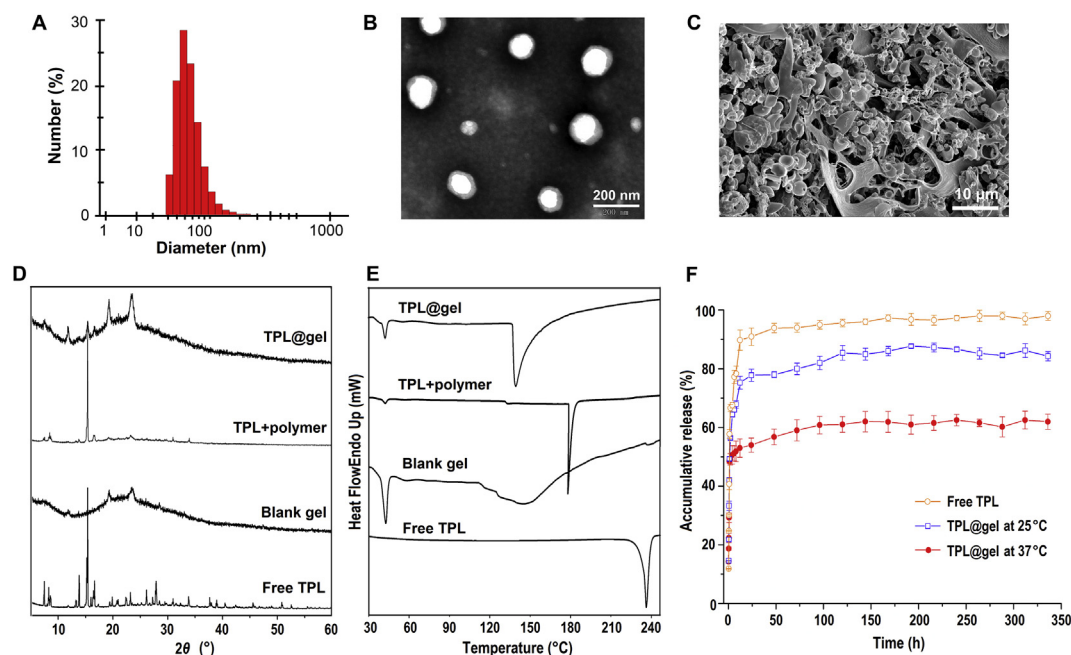 A
Number (%)
30
20
10
0
1
10
100
1000
Diameter (nm)
B
200 nm
200 nm
C
10 µm
D
TPL@gel
TPL+polymer
Blank gel
Free TPL
10
20
30
40
50
60
2θ (°)
E
Heat FlowEndo Up (mW)
TPL@gel
TPL+polymer
Blank gel
Free TPL
30
60
90
120
150
180
210
240
Temperature (°C)
F
Accumulative release (%)
100
80
60
40
20
0
Free TPL
TPL@gel at 25°C
TPL@gel at 37°C
0
50
100
150
200
250
300
350
Time (h)